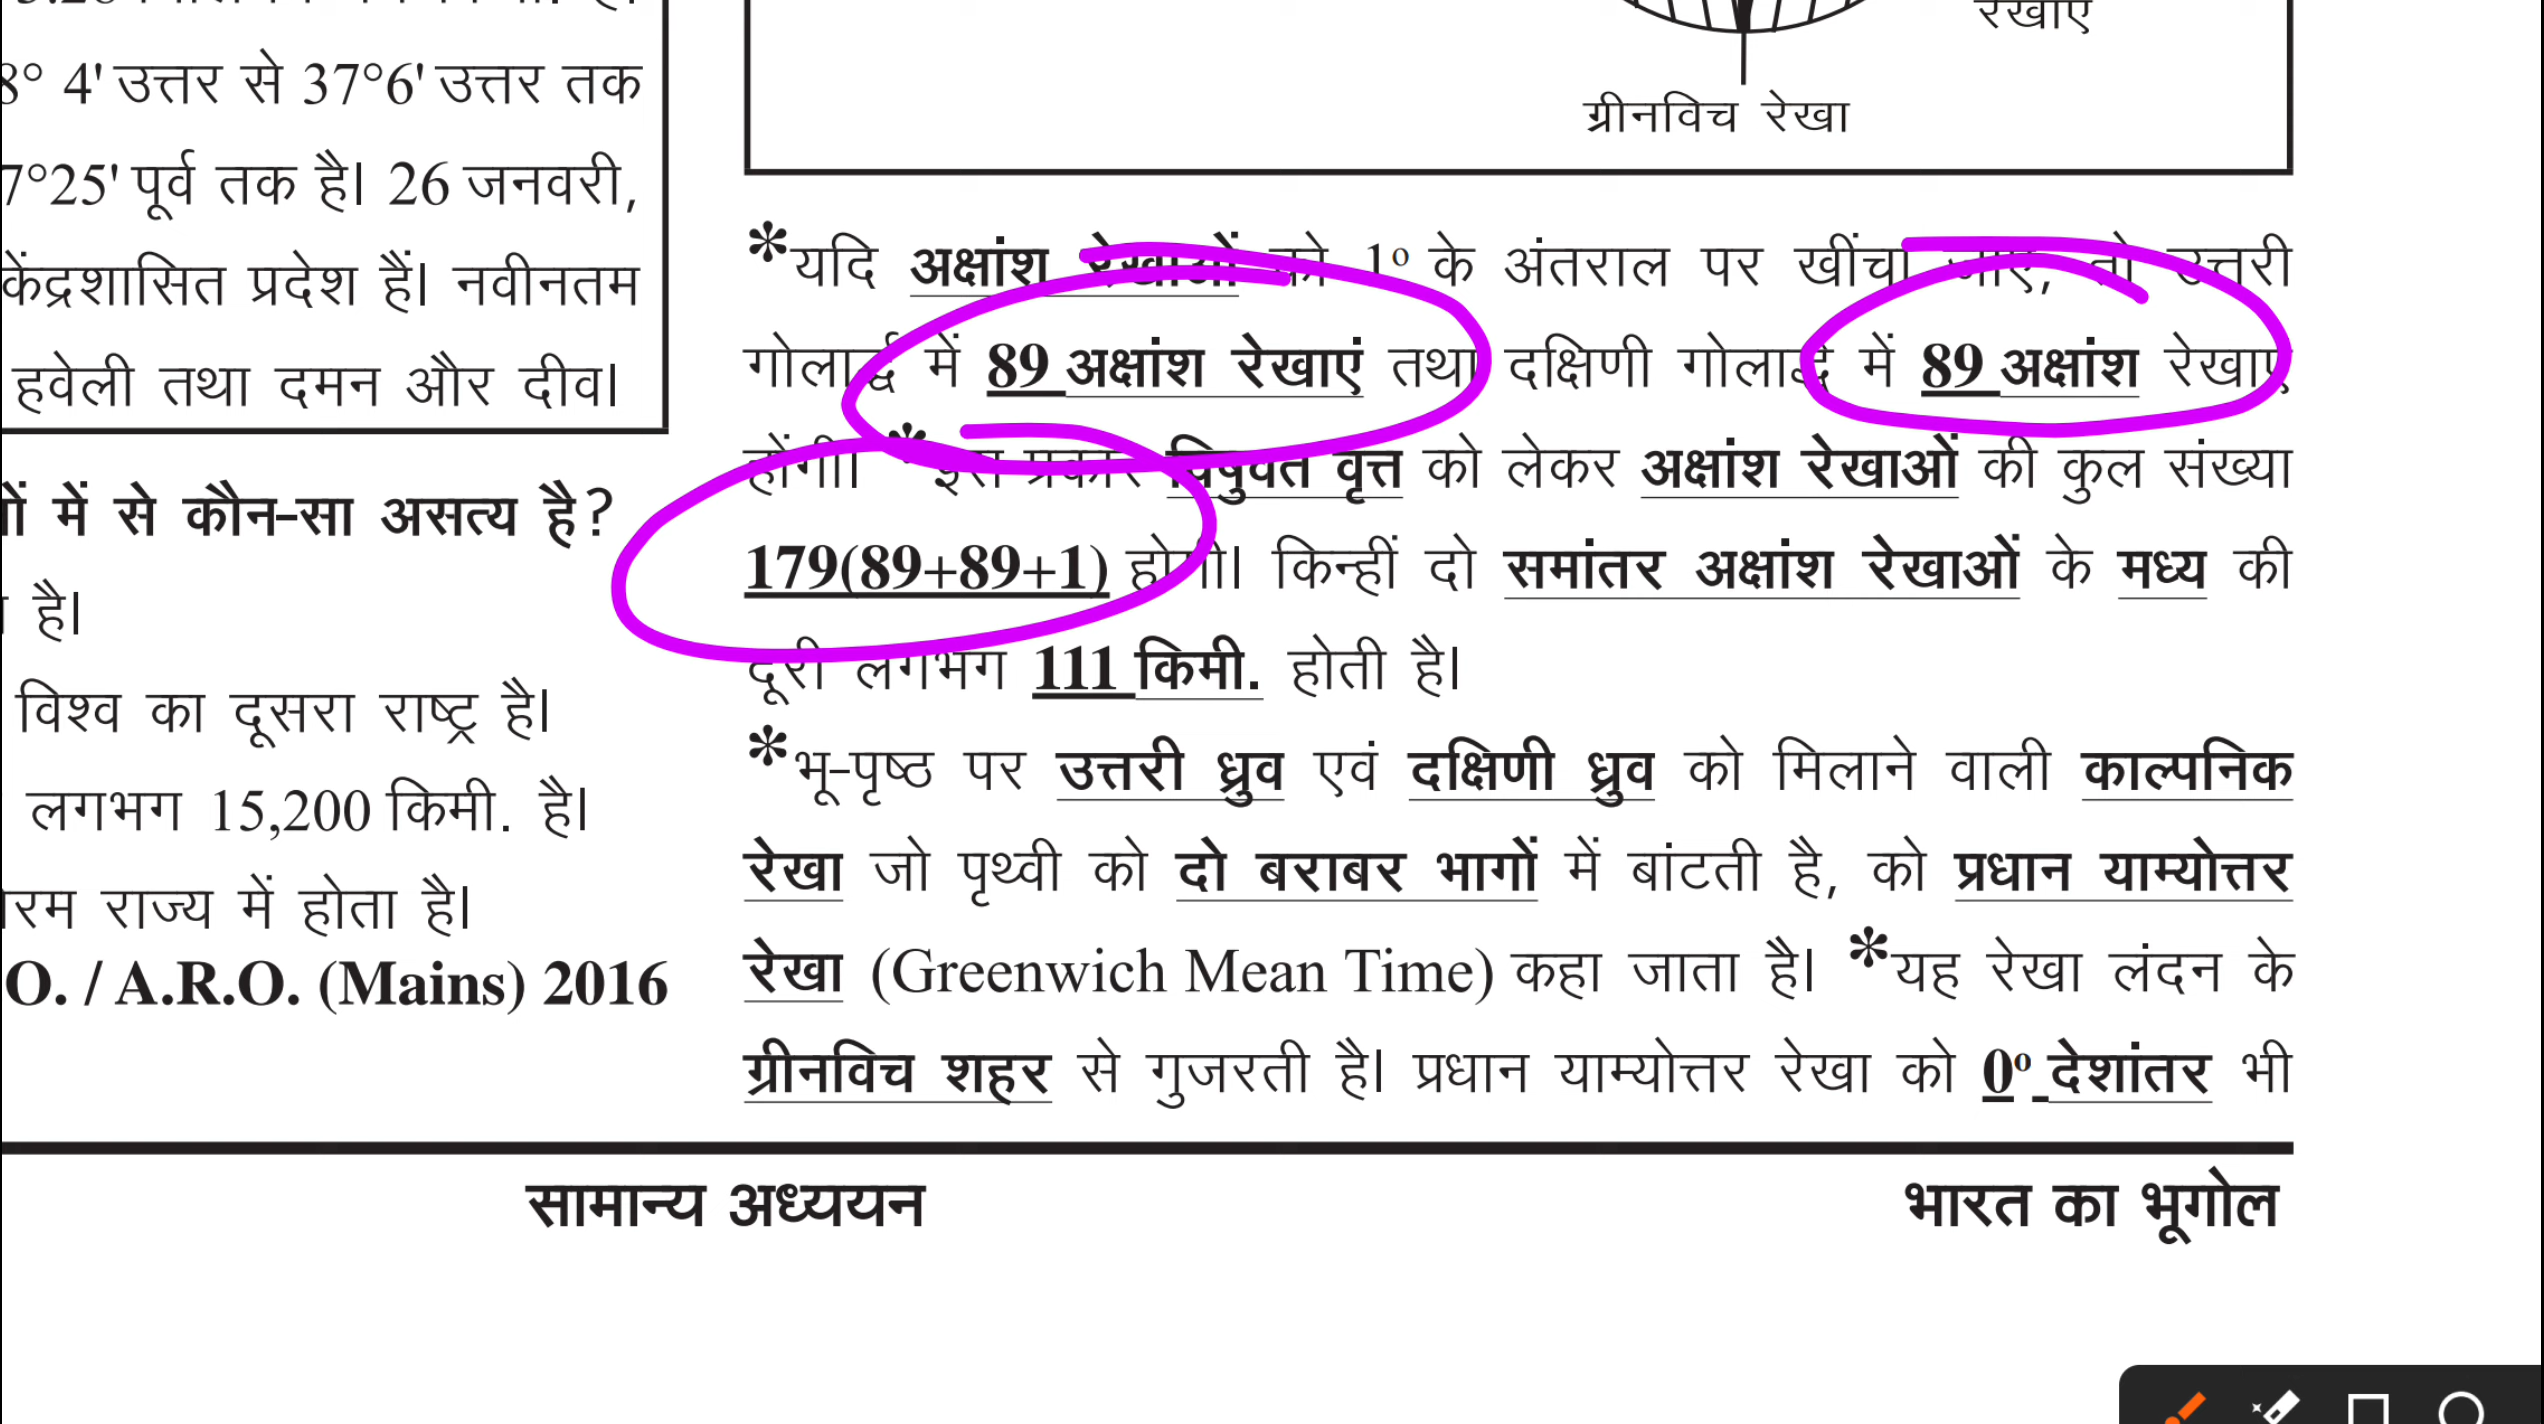 8° 4' उत्तर से 37°6' उत्तर तक
7°25' पूर्व तक है। 26 जनवरी,
केंद्रशासित प्रदेश हैं। नवीनतम
हवेली तथा दमन और दीव।
में से कौन-सा असत्य है?
है।
विश्व का दूसरा राष्ट्र है।
लगभग 15,200 किमी. है।
राज्य में होता है।
O. / A.R.O. (Mains) 2016
रेखाएं
ग्रीनविच रेखा
*यदि अक्षांश रेखाओं को 1° के अंतराल पर खींचा जाए, तो उत्तरी
गोलार्द्ध में 89 अक्षांश रेखाएं तथा दक्षिणी गोलार्द्ध में 89 अक्षांश रेखाएं
होंगी। *इस प्रकार विषुवत वृत्त को लेकर अक्षांश रेखाओं की कुल संख्या
179(89+89+1) होगी। किन्हीं दो समांतर अक्षांश रेखाओं के मध्य की
दूरी लगभग 111 किमी. होती है।
*भू-पृष्ठ पर उत्तरी ध्रुव एवं दक्षिणी ध्रुव को मिलाने वाली काल्पनिक
रेखा जो पृथ्वी को दो बराबर भागों में बांटती है, को प्रधान याम्योत्तर
रेखा (Greenwich Mean Time) कहा जाता है। *यह रेखा लंदन के
ग्रीनविच शहर से गुजरती है। प्रधान याम्योत्तर रेखा को 0° देशांतर भी
सामान्य अध्ययन
भारत का भूगोल